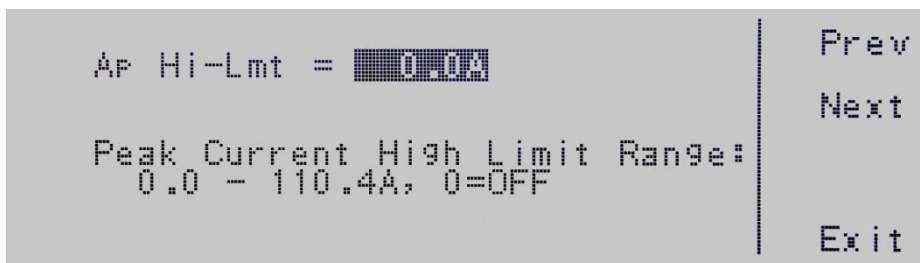 Ap Hi-Lmt = 0.0A
Peak Current High Limit Range:
0.0 - 110.4A, 0=OFF
Prev
Next
Exit